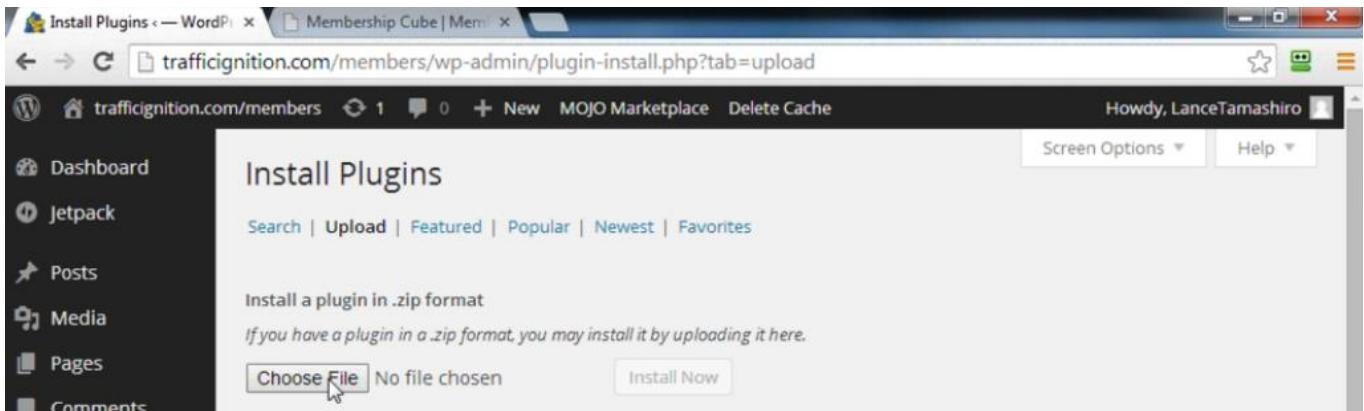 Install Plugins ‹ — WordPr
Membership Cube | Mem
trafficignition.com/members/wp-admin/plugin-install.php?tab=upload
trafficignition.com/members 1 0 + New MOJO Marketplace Delete Cache Howdy, LanceTamashiro
Screen Options Help
Dashboard
Install Plugins
Jetpack
Search | Upload | Featured | Popular | Newest | Favorites
Posts
Install a plugin in .zip format
Media
If you have a plugin in a .zip format, you may install it by uploading it here.
Pages
Choose File No file chosen Install Now
Comments